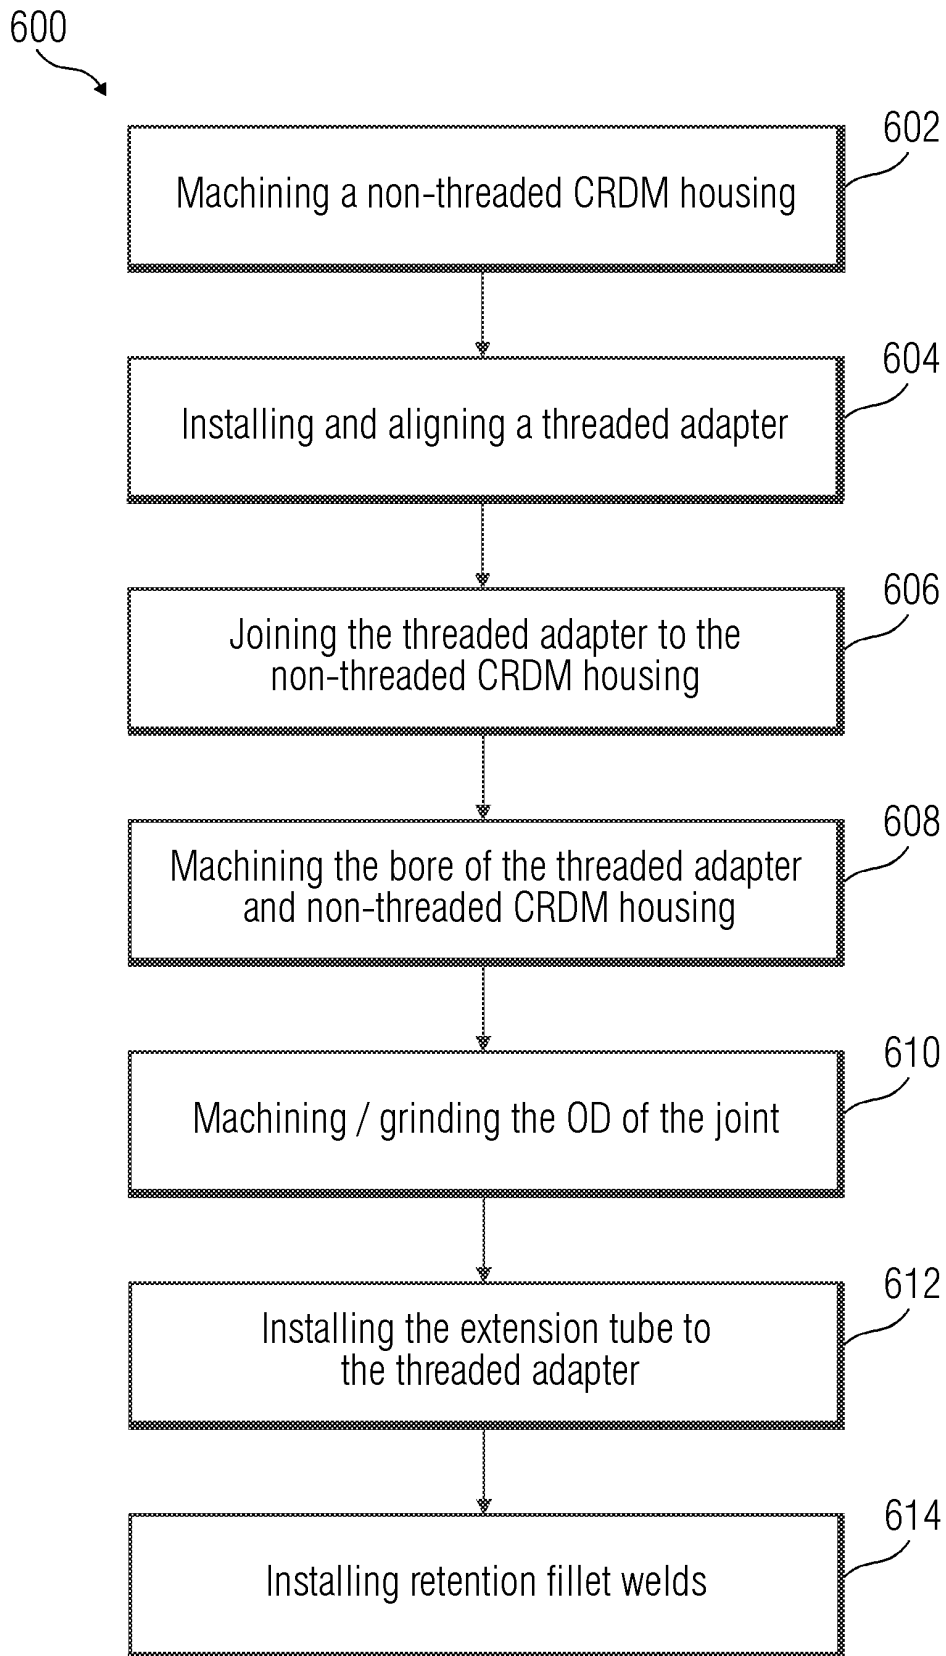 600
602
Machining a non-threaded CRDM housing
604
Installing and aligning a threaded adapter
606
Joining the threaded adapter to the
non-threaded CRDM housing
608
Machining the bore of the threaded adapter
and non-threaded CRDM housing
610
Machining / grinding the OD of the joint
612
Installing the extension tube to
the threaded adapter
614
Installing retention fillet welds